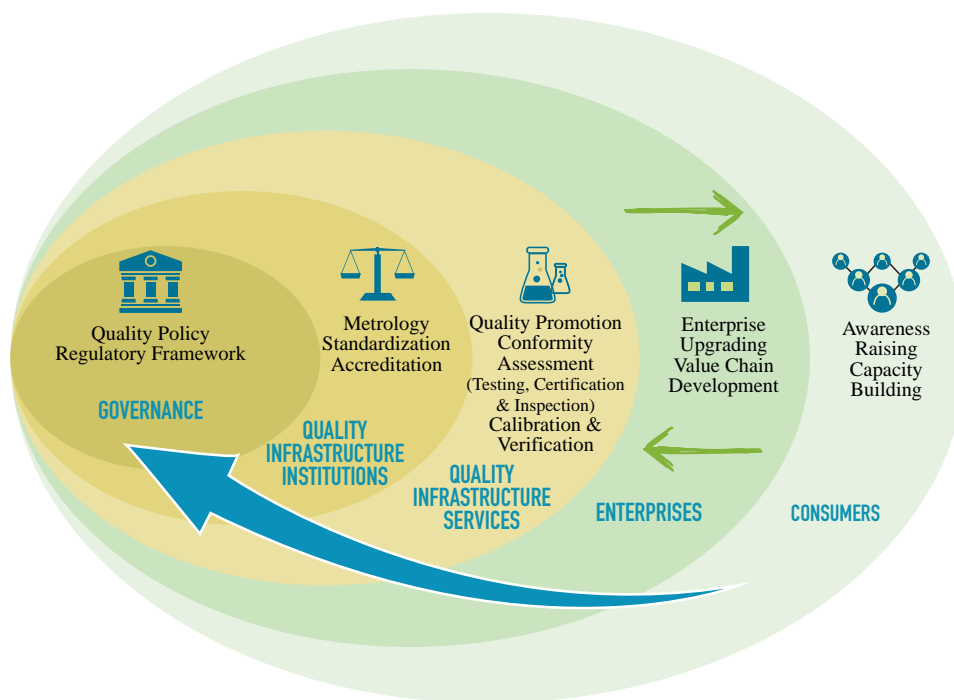 Quality Policy
Regulatory Framework
GOVERNANCE
Metrology
Standardization
Accreditation
QUALITY
INFRASTRUCTURE
INSTITUTIONS
Quality Promotion
Conformity
Assessment
(Testing, Certification
& Inspection)
Calibration &
Verification
QUALITY
INFRASTRUCTURE
SERVICES
Enterprise
Upgrading
Value Chain
Development
ENTERPRISES
Awareness
Raising
Capacity
Building
CONSUMERS